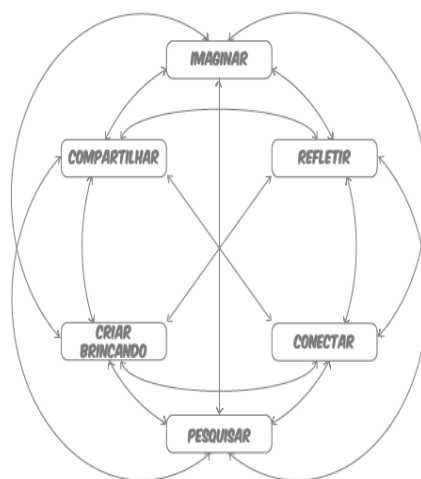 IMAGINAR
COMPARTILHAR
REFLETIR
CRIAR
BRINCANDO
CONECTAR
PESQUISAR